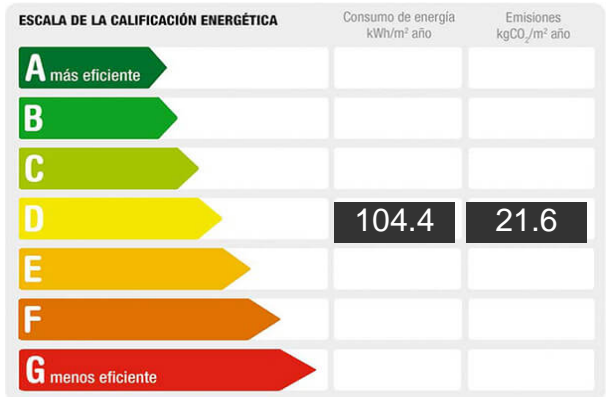 ESCALA DE LA CALIFICACIÓN ENERGÉTICA
Consumo de energía
kWh/m² año
Emisiones
kgCO₂/m² año
A más eficiente
B
C
D 104.4 21.6
E
F
G menos eficiente